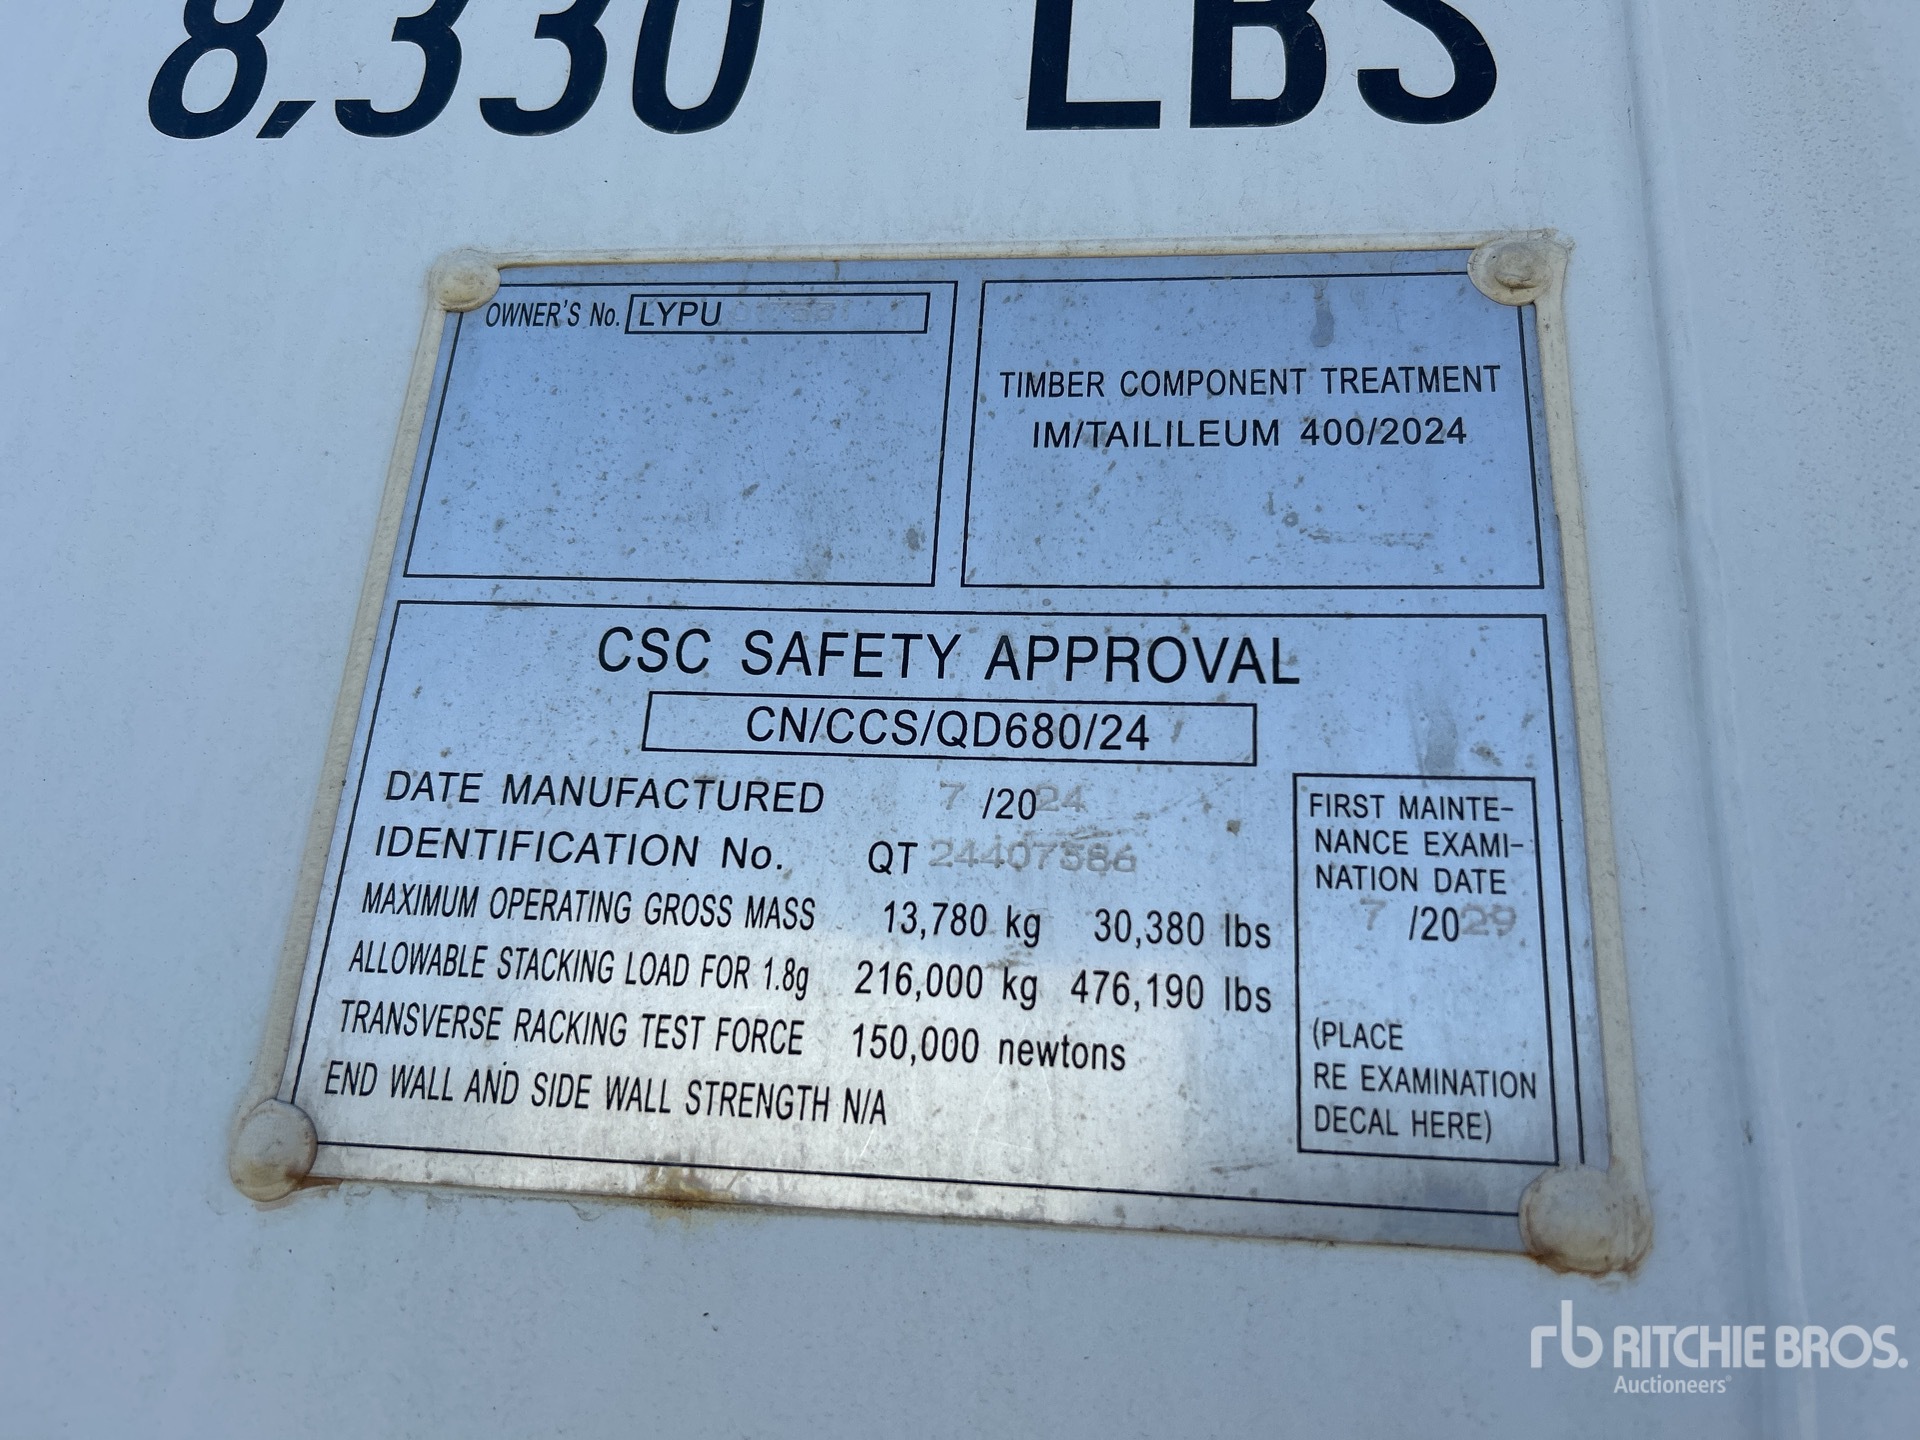 8,330 LBS
OWNER'S No. LYPU
TIMBER COMPONENT TREATMENT
IM/TAILILEUM 400/2024
CSC SAFETY APPROVAL
CN/CCS/QD680/24
DATE MANUFACTURED 7 /2024
IDENTIFICATION No. QT 24407586
MAXIMUM OPERATING GROSS MASS 13,780 kg 30,380 lbs
ALLOWABLE STACKING LOAD FOR 1.8g 216,000 kg 476,190 lbs
TRANSVERSE RACKING TEST FORCE 150,000 newtons
END WALL AND SIDE WALL STRENGTH N/A
FIRST MAINTE-
NANCE EXAMI-
NATION DATE
7 /2029
(PLACE
RE EXAMINATION
DECAL HERE)
rb RITCHIE BROS.
Auctioneers